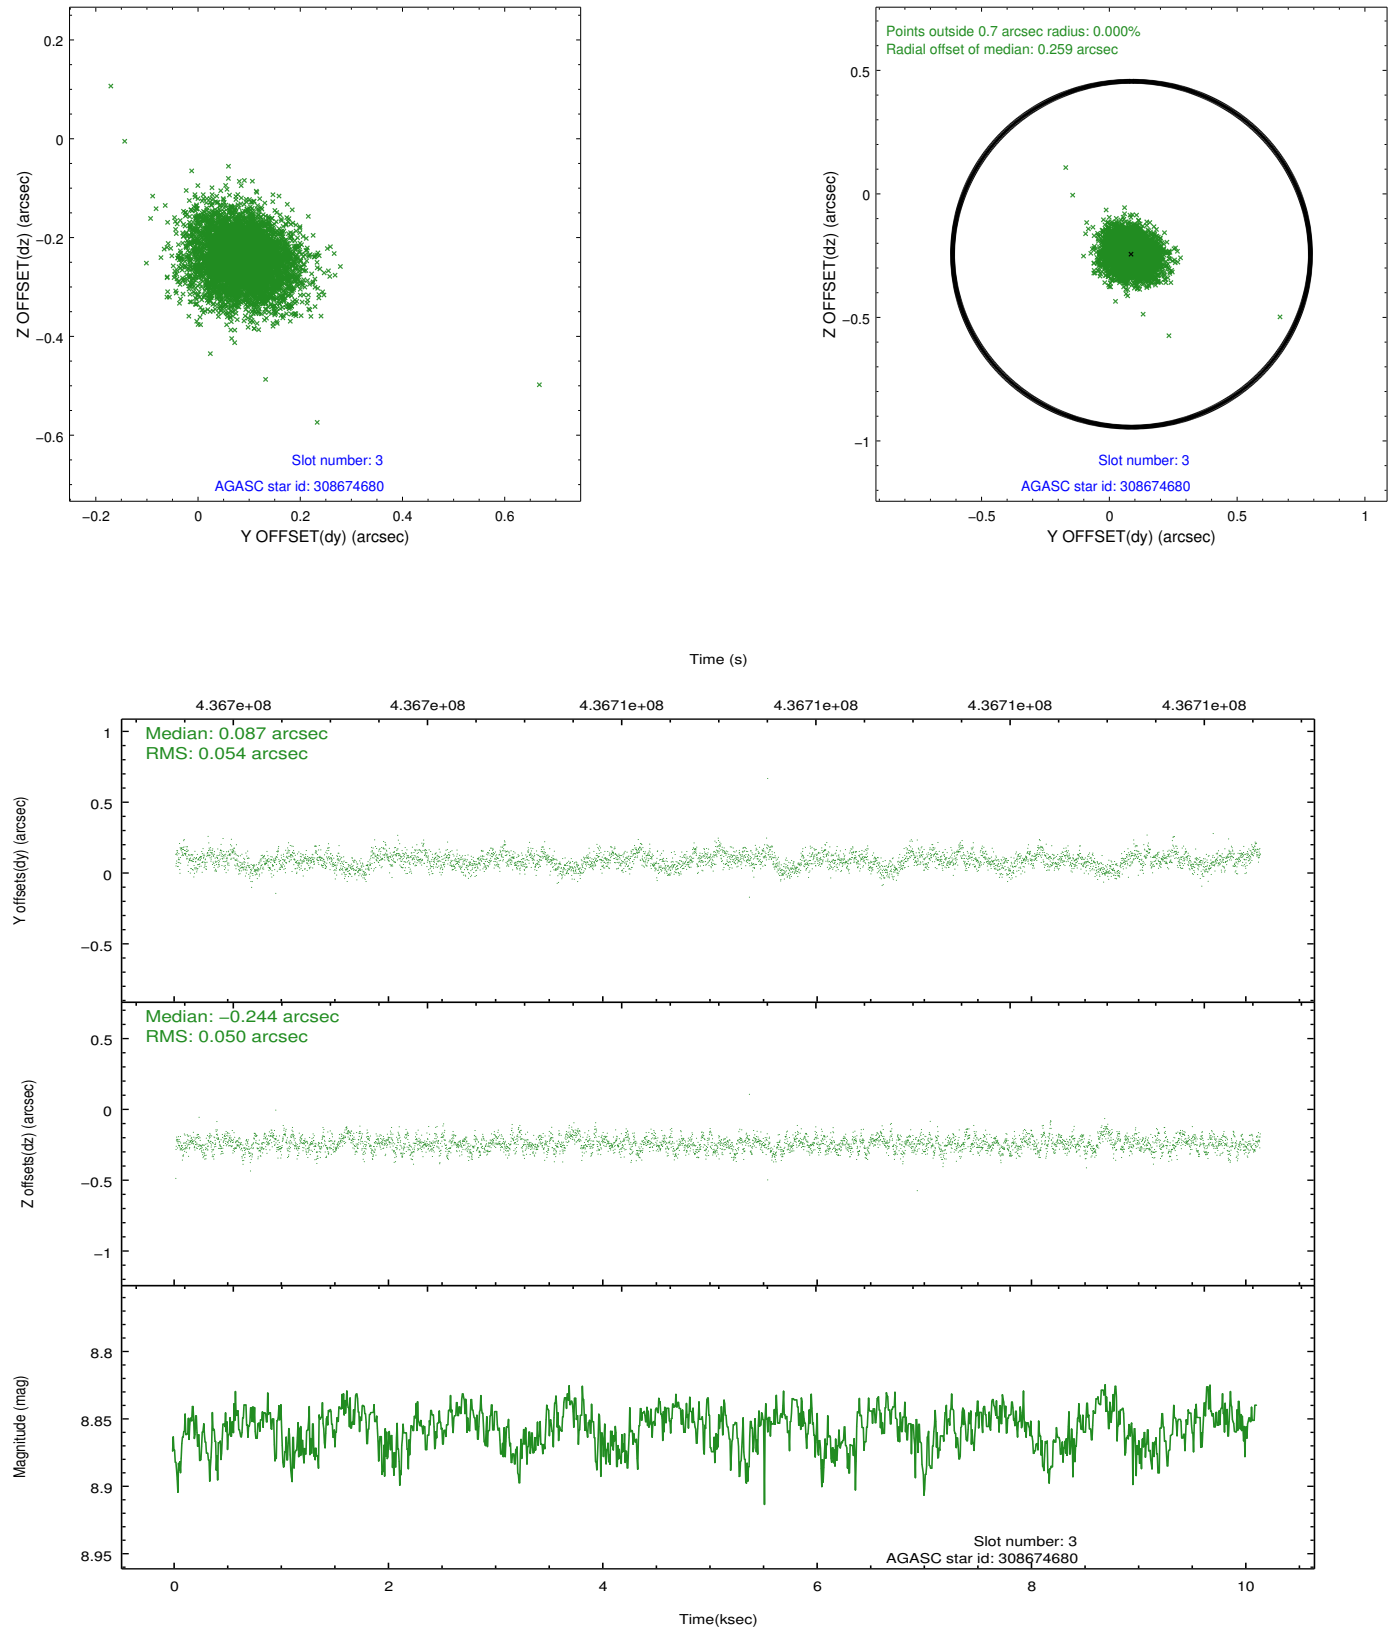 0.2
0
−0.2
−0.4
−0.6
Z OFFSET(dz) (arcsec)
Slot number: 3
AGASC star id: 308674680
−0.2 0 0.2 0.4 0.6
Y OFFSET(dy) (arcsec)
Points outside 0.7 arcsec radius: 0.000%
Radial offset of median: 0.259 arcsec
0.5
0
−0.5
−1
Z OFFSET(dz) (arcsec)
Slot number: 3
AGASC star id: 308674680
−0.5 0 0.5 1
Y OFFSET(dy) (arcsec)
Time (s)
4.367e+08 4.367e+08 4.3671e+08 4.3671e+08 4.3671e+08 4.3671e+08
Median: 0.087 arcsec
RMS: 0.054 arcsec
1
0.5
0
−0.5
Y offsets(dy) (arcsec)
Median: −0.244 arcsec
RMS: 0.050 arcsec
0.5
0
−0.5
−1
Z offsets(dz) (arcsec)
8.8
8.85
8.9
8.95
Magnitude (mag)
Slot number: 3
AGASC star id: 308674680
0 2 4 6 8 10
Time(ksec)